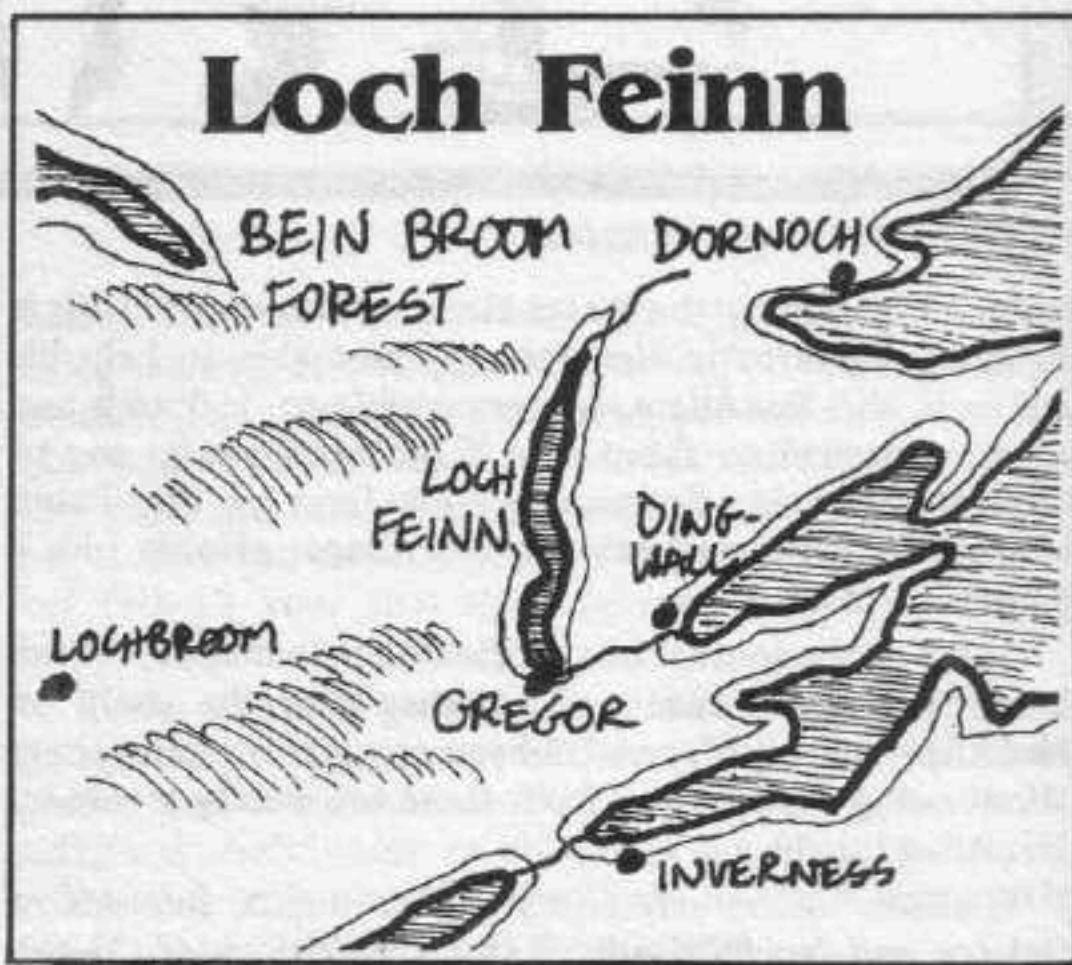 Loch Feinn
BEIN BROOM
FOREST
DORNOCH
LOCH
FEINN
DING-
WALL
LOCHBROOM
GREGOR
INVERNESS